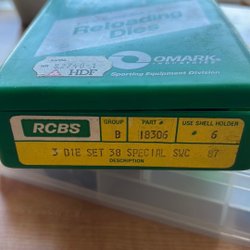 Reloading
Dies
OMARK
Sporting Equipment Division
HDF
RCBS
GROUP
B
PART #
18306
USE SHELL HOLDER
# 6
3 DIE SET 38 SPECIAL SWC 87
DESCRIPTION